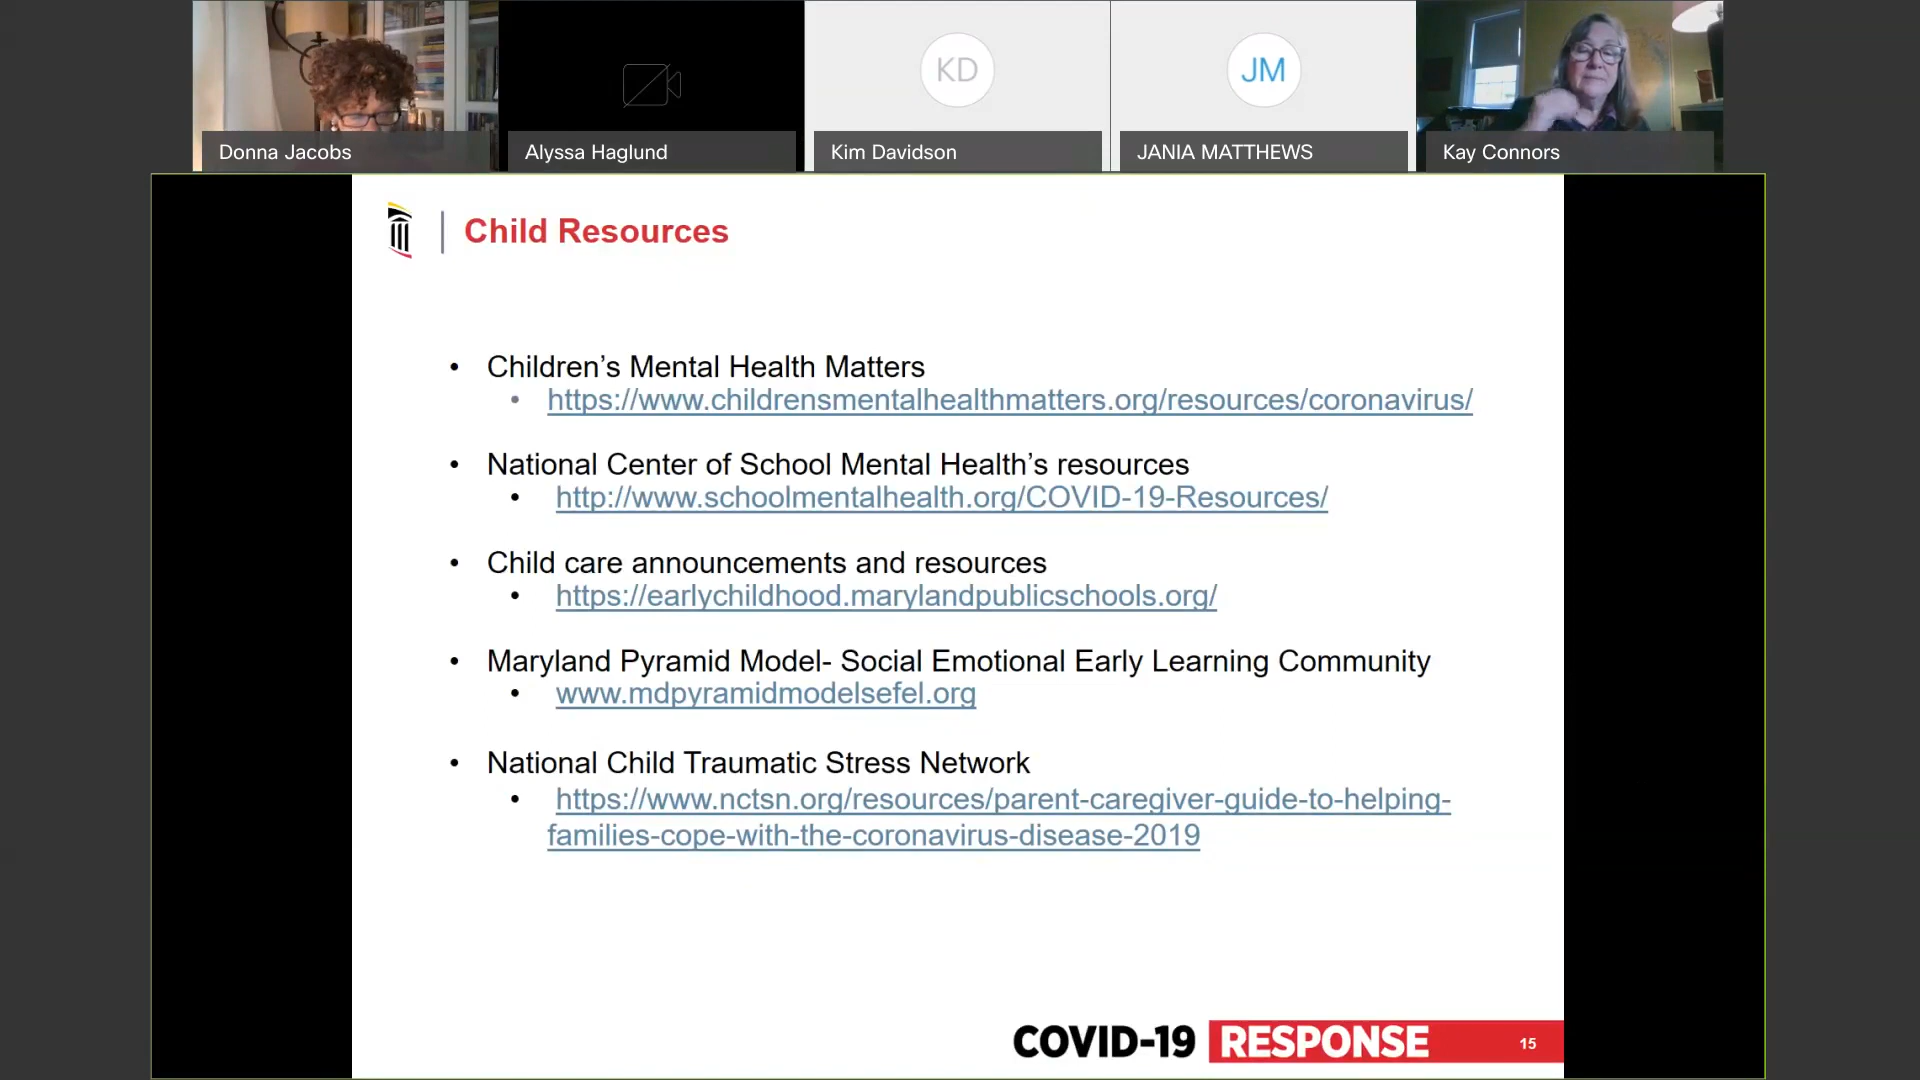 Donna Jacobs
Alyssa Haglund
KD
Kim Davidson
JM
JANIA MATTHEWS
Kay Connors
Child Resources
• Children’s Mental Health Matters
• https://www.childrensmentalhealthmatters.org/resources/coronavirus/
• National Center of School Mental Health’s resources
• http://www.schoolmentalhealth.org/COVID-19-Resources/
• Child care announcements and resources
• https://earlychildhood.marylandpublicschools.org/
• Maryland Pyramid Model- Social Emotional Early Learning Community
• www.mdpyramidmodelsefel.org
• National Child Traumatic Stress Network
• https://www.nctsn.org/resources/parent-caregiver-guide-to-helping-
families-cope-with-the-coronavirus-disease-2019
COVID-19 RESPONSE 15